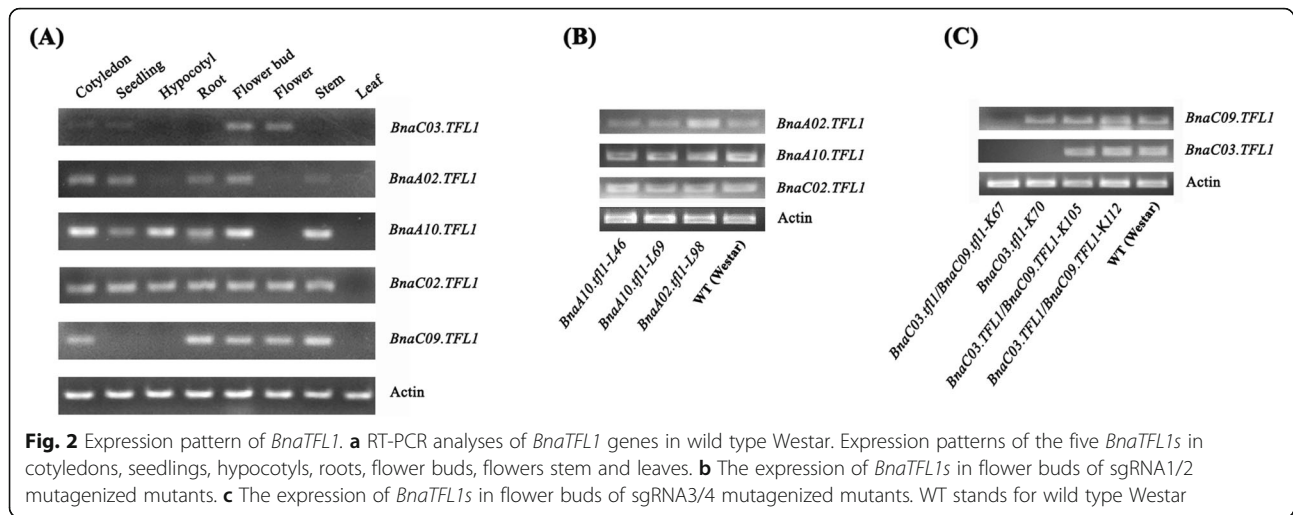 (A)
Cotyledon
Seedling
Hypocotyl
Root
Flower bud
Flower
Stem
Leaf
BnaC03.TFL1
BnaA02.TFL1
BnaA10.TFL1
BnaC02.TFL1
BnaC09.TFL1
Actin
(B)
BnaA02.TFL1
BnaA10.TFL1
BnaC02.TFL1
Actin
BnaA10.tfl1-L46
BnaA10.tfl1-L69
BnaA02.tfl1-L98
WT (Westar)
(C)
BnaC09.TFL1
BnaC03.TFL1
Actin
BnaC03.tfl1/BnaC09.tfl1-K67
BnaC03.tfl1-K70
BnaC03.TFL1/BnaC09.TFL1-K105
BnaC03.TFL1/BnaC09.TFL1-K112
WT (Westar)
Fig. 2 Expression pattern of BnaTFL1. a RT-PCR analyses of BnaTFL1 genes in wild type Westar. Expression patterns of the five BnaTFL1s in
cotyledons, seedlings, hypocotyls, roots, flower buds, flowers stem and leaves. b The expression of BnaTFL1s in flower buds of sgRNA1/2
mutagenized mutants. c The expression of BnaTFL1s in flower buds of sgRNA3/4 mutagenized mutants. WT stands for wild type Westar